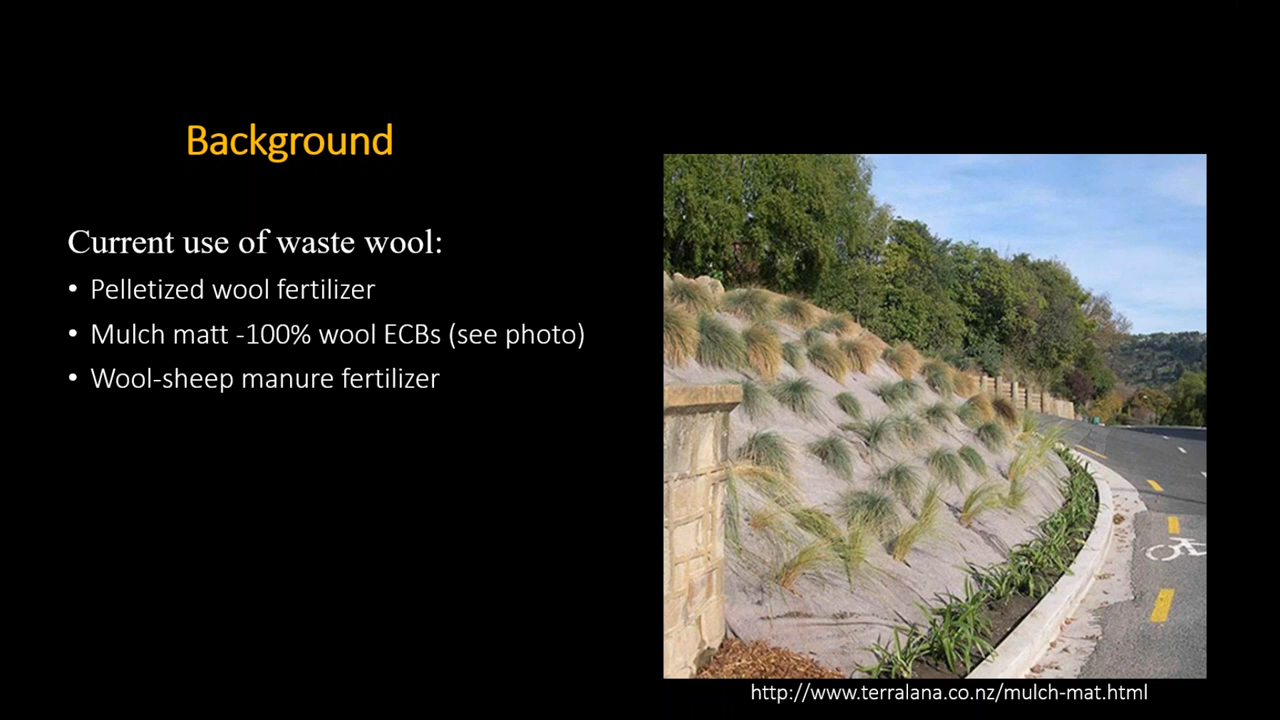 Background
Current use of waste wool:
• Pelletized wool fertilizer
• Mulch matt -100% wool ECBs (see photo)
• Wool-sheep manure fertilizer
http://www.terralana.co.nz/mulch-mat.html